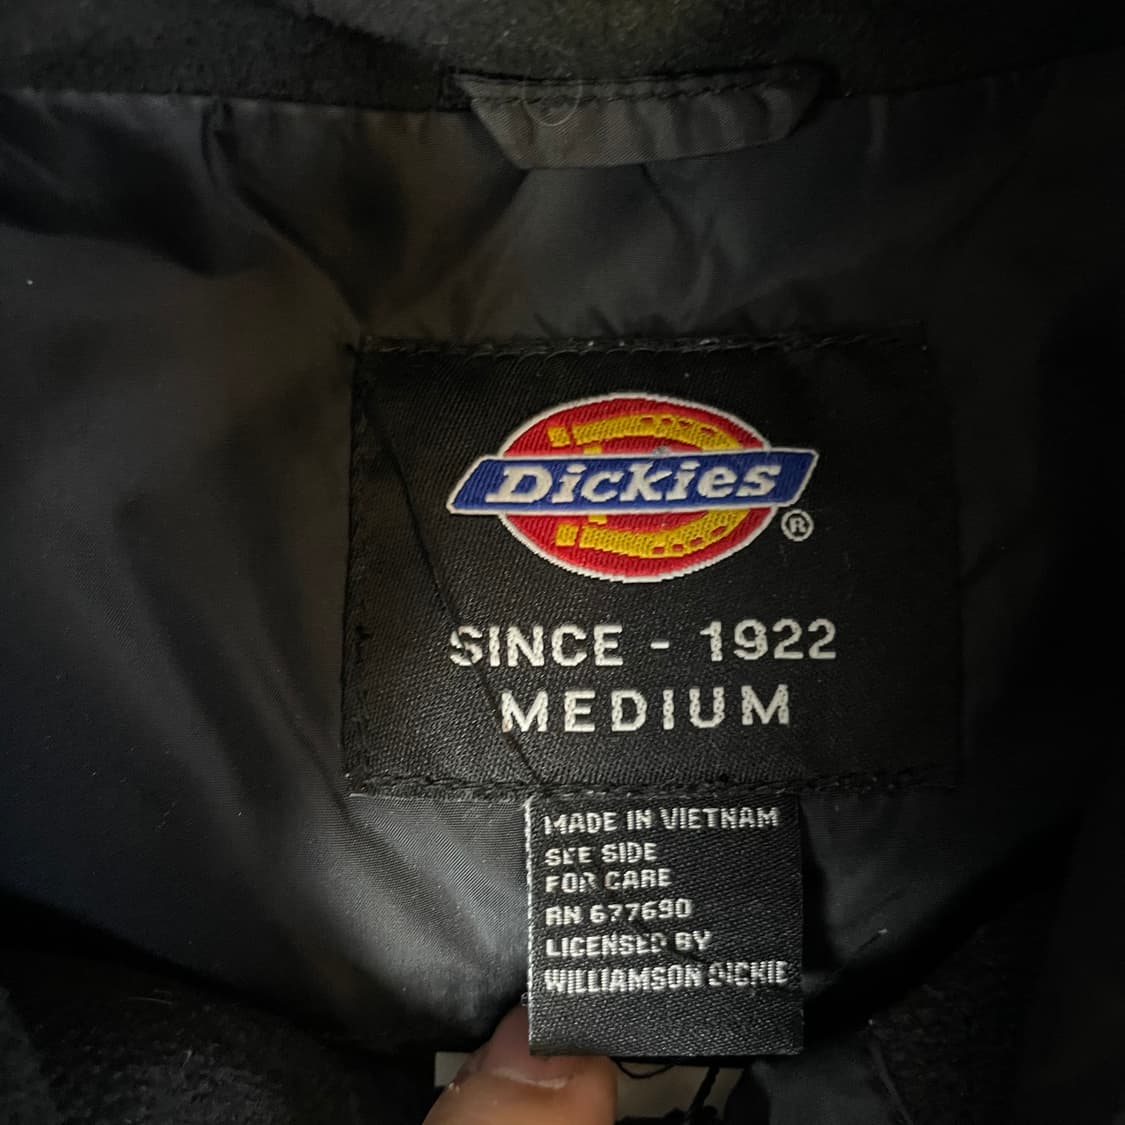 Dickies®
SINCE - 1922
MEDIUM
MADE IN VIETNAM
SEE SIDE
FOR CARE
RN 677690
LICENSED BY
WILLIAMSON DICKIE